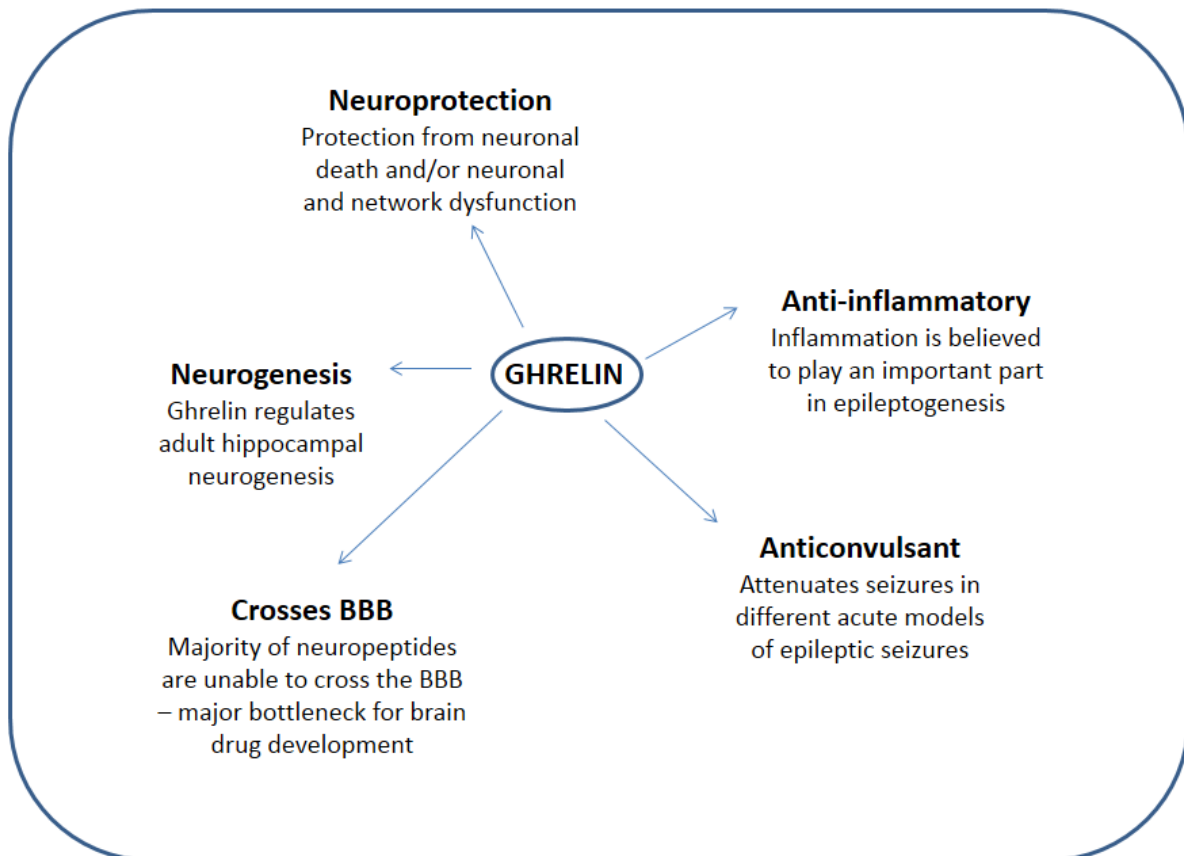 Neuroprotection
Protection from neuronal
death and/or neuronal
and network dysfunction
Anti-inflammatory
Inflammation is believed
to play an important part
in epileptogenesis
GHRELIN
Neurogenesis
Ghrelin regulates
adult hippocampal
neurogenesis
Anticonvulsant
Attenuates seizures in
different acute models
of epileptic seizures
Crosses BBB
Majority of neuropeptides
are unable to cross the BBB
– major bottleneck for brain
drug development